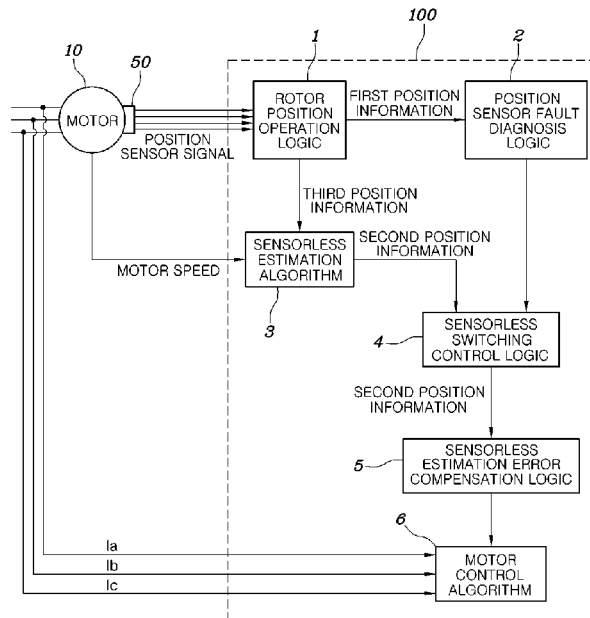 100
10
50
1
2
MOTOR
POSITION
SENSOR SIGNAL
ROTOR
POSITION
OPERATION
LOGIC
FIRST POSITION
INFORMATION
POSITION
SENSOR FAULT
DIAGNOSIS
LOGIC
THIRD POSITION
INFORMATION
MOTOR SPEED
SENSORLESS
ESTIMATION
ALGORITHM
3
SECOND POSITION
INFORMATION
4
SENSORLESS
SWITCHING
CONTROL LOGIC
SECOND POSITION
INFORMATION
5
SENSORLESS
ESTIMATION ERROR
COMPENSATION LOGIC
6
Ia
Ib
Ic
MOTOR
CONTROL
ALGORITHM